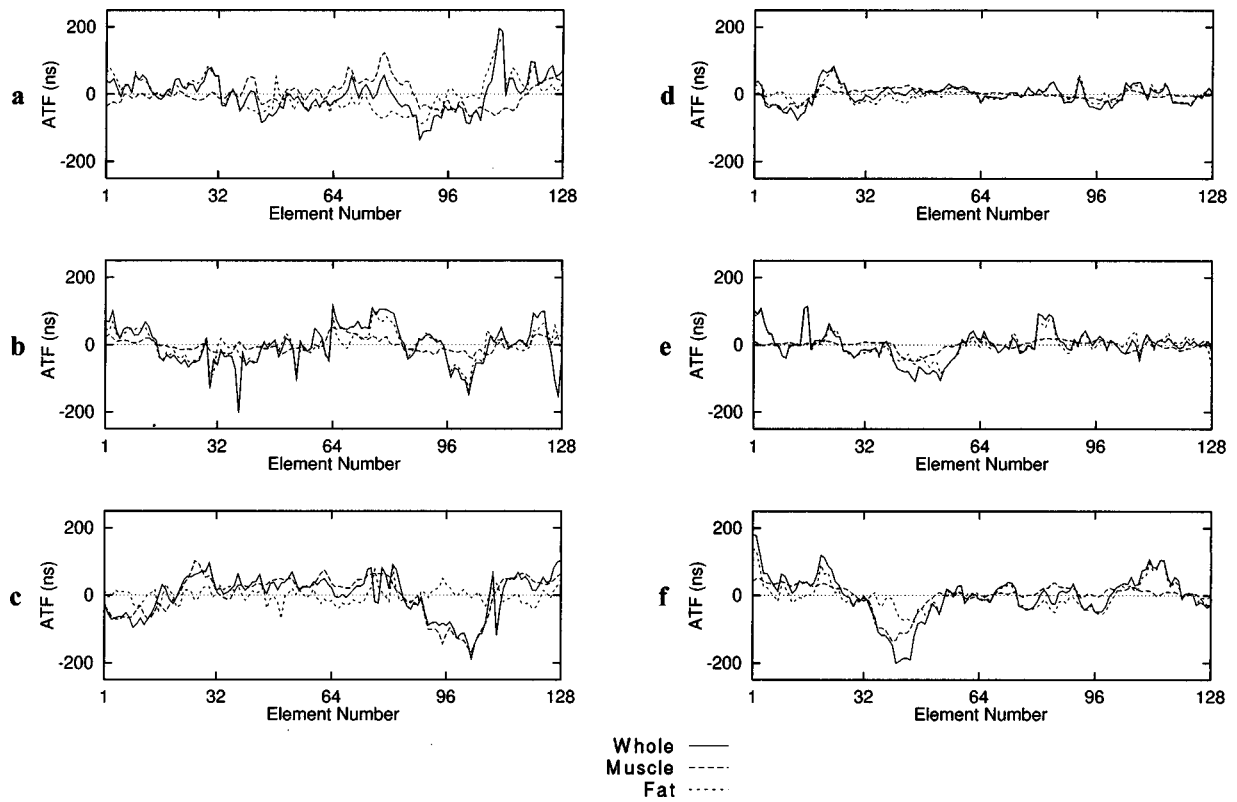 a
ATF (ns)
200
0
-200
1 32 64 96 128
Element Number
b
ATF (ns)
200
0
-200
1 32 64 96 128
Element Number
c
ATF (ns)
200
0
-200
1 32 64 96 128
Element Number
d
ATF (ns)
200
0
-200
1 32 64 96 128
Element Number
e
ATF (ns)
200
0
-200
1 32 64 96 128
Element Number
f
ATF (ns)
200
0
-200
1 32 64 96 128
Element Number
Whole
Muscle
Fat